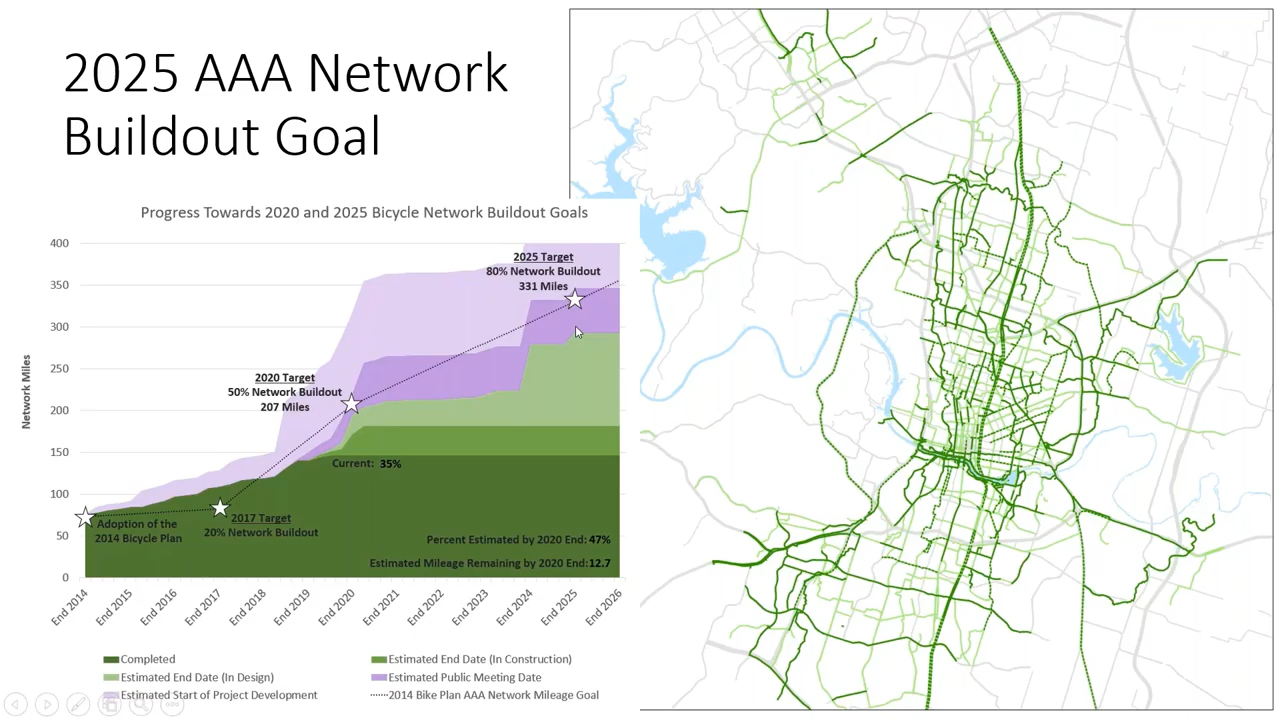 2025 AAA Network
Buildout Goal
Progress Towards 2020 and 2025 Bicycle Network Buildout Goals
Network Miles
400
350
300
250
200
150
100
50
0
2025 Target
80% Network Buildout
331 Miles
2020 Target
50% Network Buildout
207 Miles
Current: 35%
Adoption of the
2014 Bicycle Plan
2017 Target
20% Network Buildout
Percent Estimated by 2020 End: 47%
Estimated Mileage Remaining by 2020 End: 12.7
End 2014
End 2015
End 2016
End 2017
End 2018
End 2019
End 2020
End 2021
End 2022
End 2023
End 2024
End 2025
End 2026
Completed
Estimated End Date (In Construction)
Estimated End Date (In Design)
Estimated Public Meeting Date
Estimated Start of Project Development
2014 Bike Plan AAA Network Mileage Goal